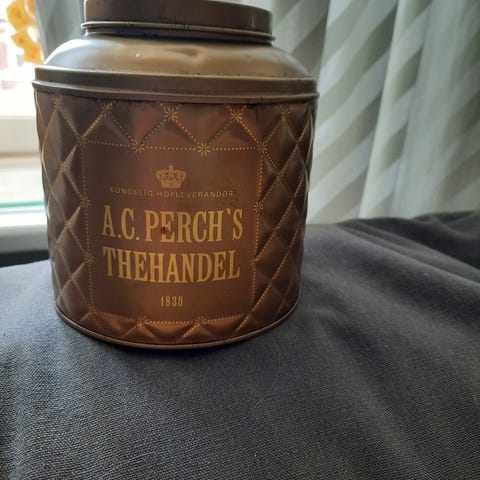 KONGELIG HOFLEVERANDØR
A.C. PERCH`S
THEHANDEL
1835